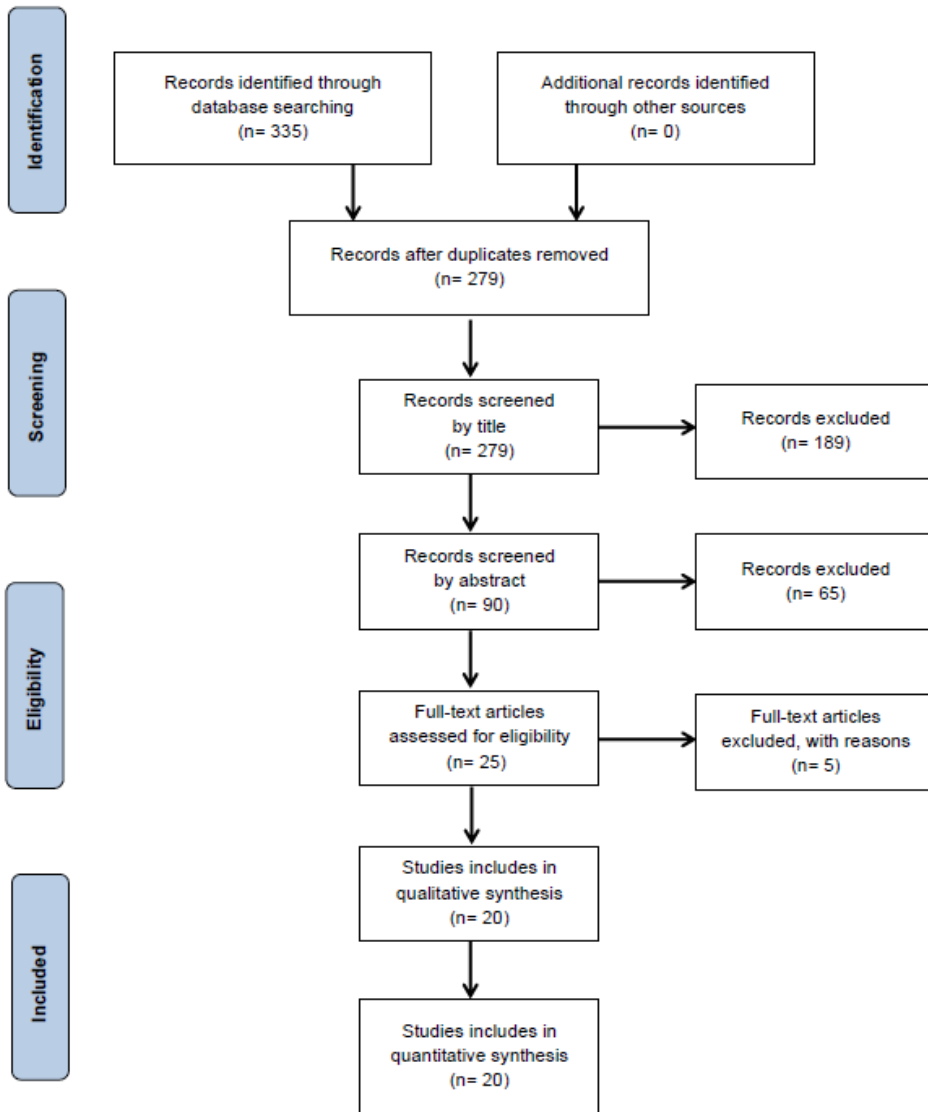 Identification
Records identified through
database searching
(n= 335)
Additional records identified
through other sources
(n= 0)
Records after duplicates removed
(n= 279)
Screening
Records screened
by title
(n= 279)
Records excluded
(n= 189)
Records screened
by abstract
(n= 90)
Records excluded
(n= 65)
Eligibility
Full-text articles
assessed for eligibility
(n= 25)
Full-text articles
excluded, with reasons
(n= 5)
Included
Studies includes in
qualitative synthesis
(n= 20)
Studies includes in
quantitative synthesis
(n= 20)